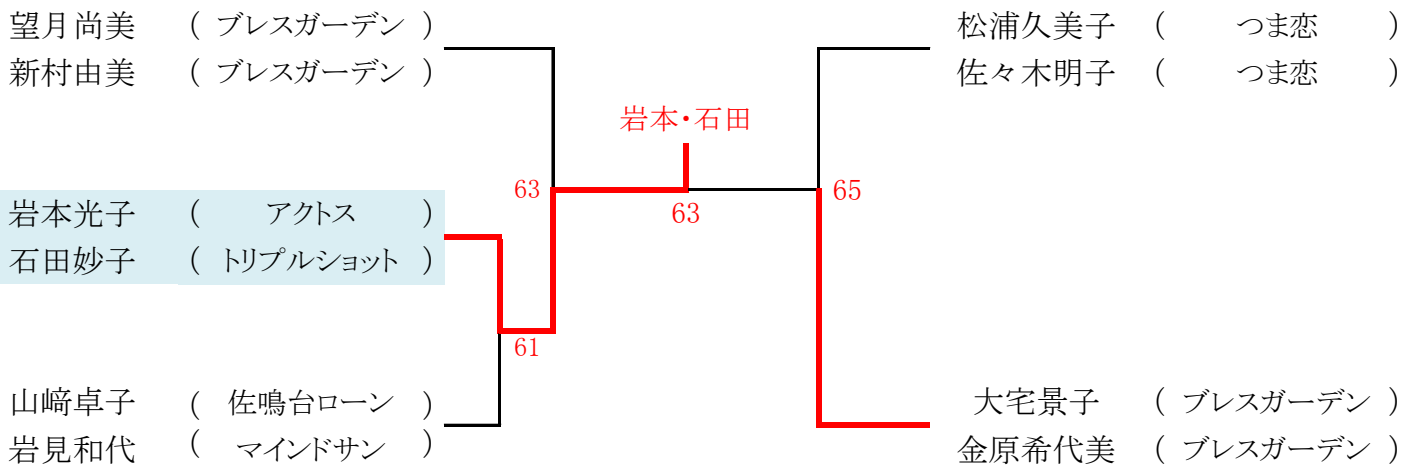 望月尚美 ( ブレスガーデン )
新村由美 ( ブレスガーデン )
松浦久美子 ( つま恋 )
佐々木明子 ( つま恋 )
岩本・石田
63
63
65
岩本光子 ( アクトス )
石田妙子 ( トリプルショット )
61
山﨑卓子 ( 佐鳴台ローン )
岩見和代 ( マインドサン )
大宅景子 ( ブレスガーデン )
金原希代美 ( ブレスガーデン )